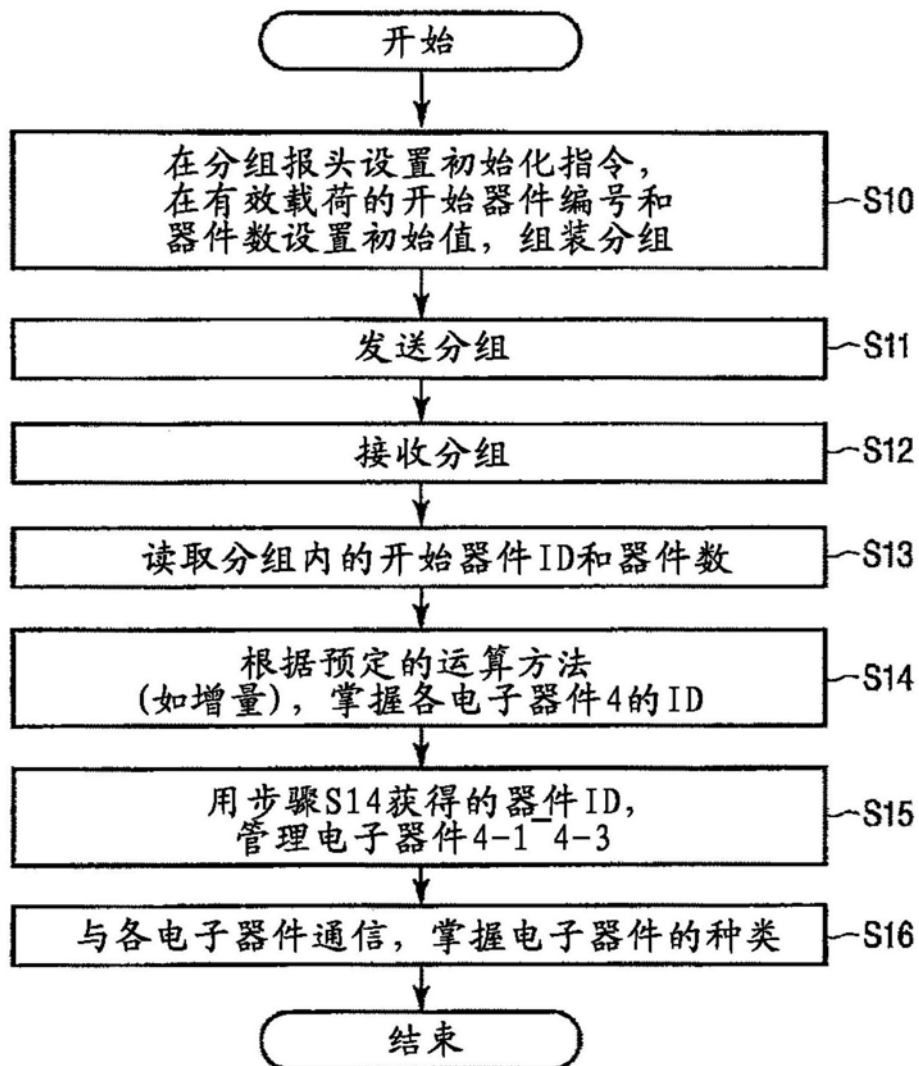 开始
在分组报头设置初始化指令，
在有效载荷的开始器件编号和
器件数设置初始值，组装分组
S10
发送分组
S11
接收分组
S12
读取分组内的开始器件ID和器件数
S13
根据预定的运算方法
(如增量)，掌握各电子器件4的ID
S14
用步骤S14获得的器件ID，
管理电子器件4-1‾4-3
S15
与各电子器件通信，掌握电子器件的种类
S16
结束